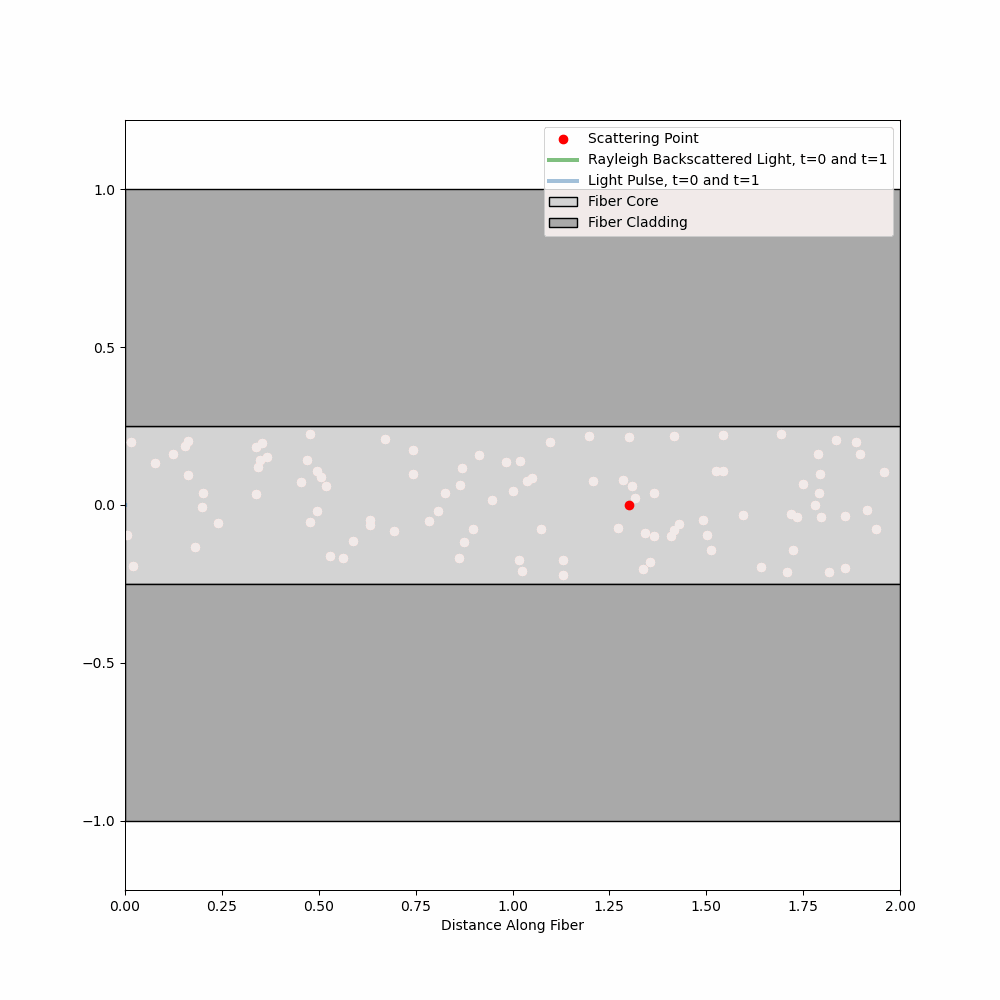 Scattering Point
Rayleigh Backscattered Light, t=0 and t=1
Light Pulse, t=0 and t=1
Fiber Core
Fiber Cladding
1.0
0.5
0.0
−0.5
−1.0
0.00 0.25 0.50 0.75 1.00 1.25 1.50 1.75 2.00
Distance Along Fiber